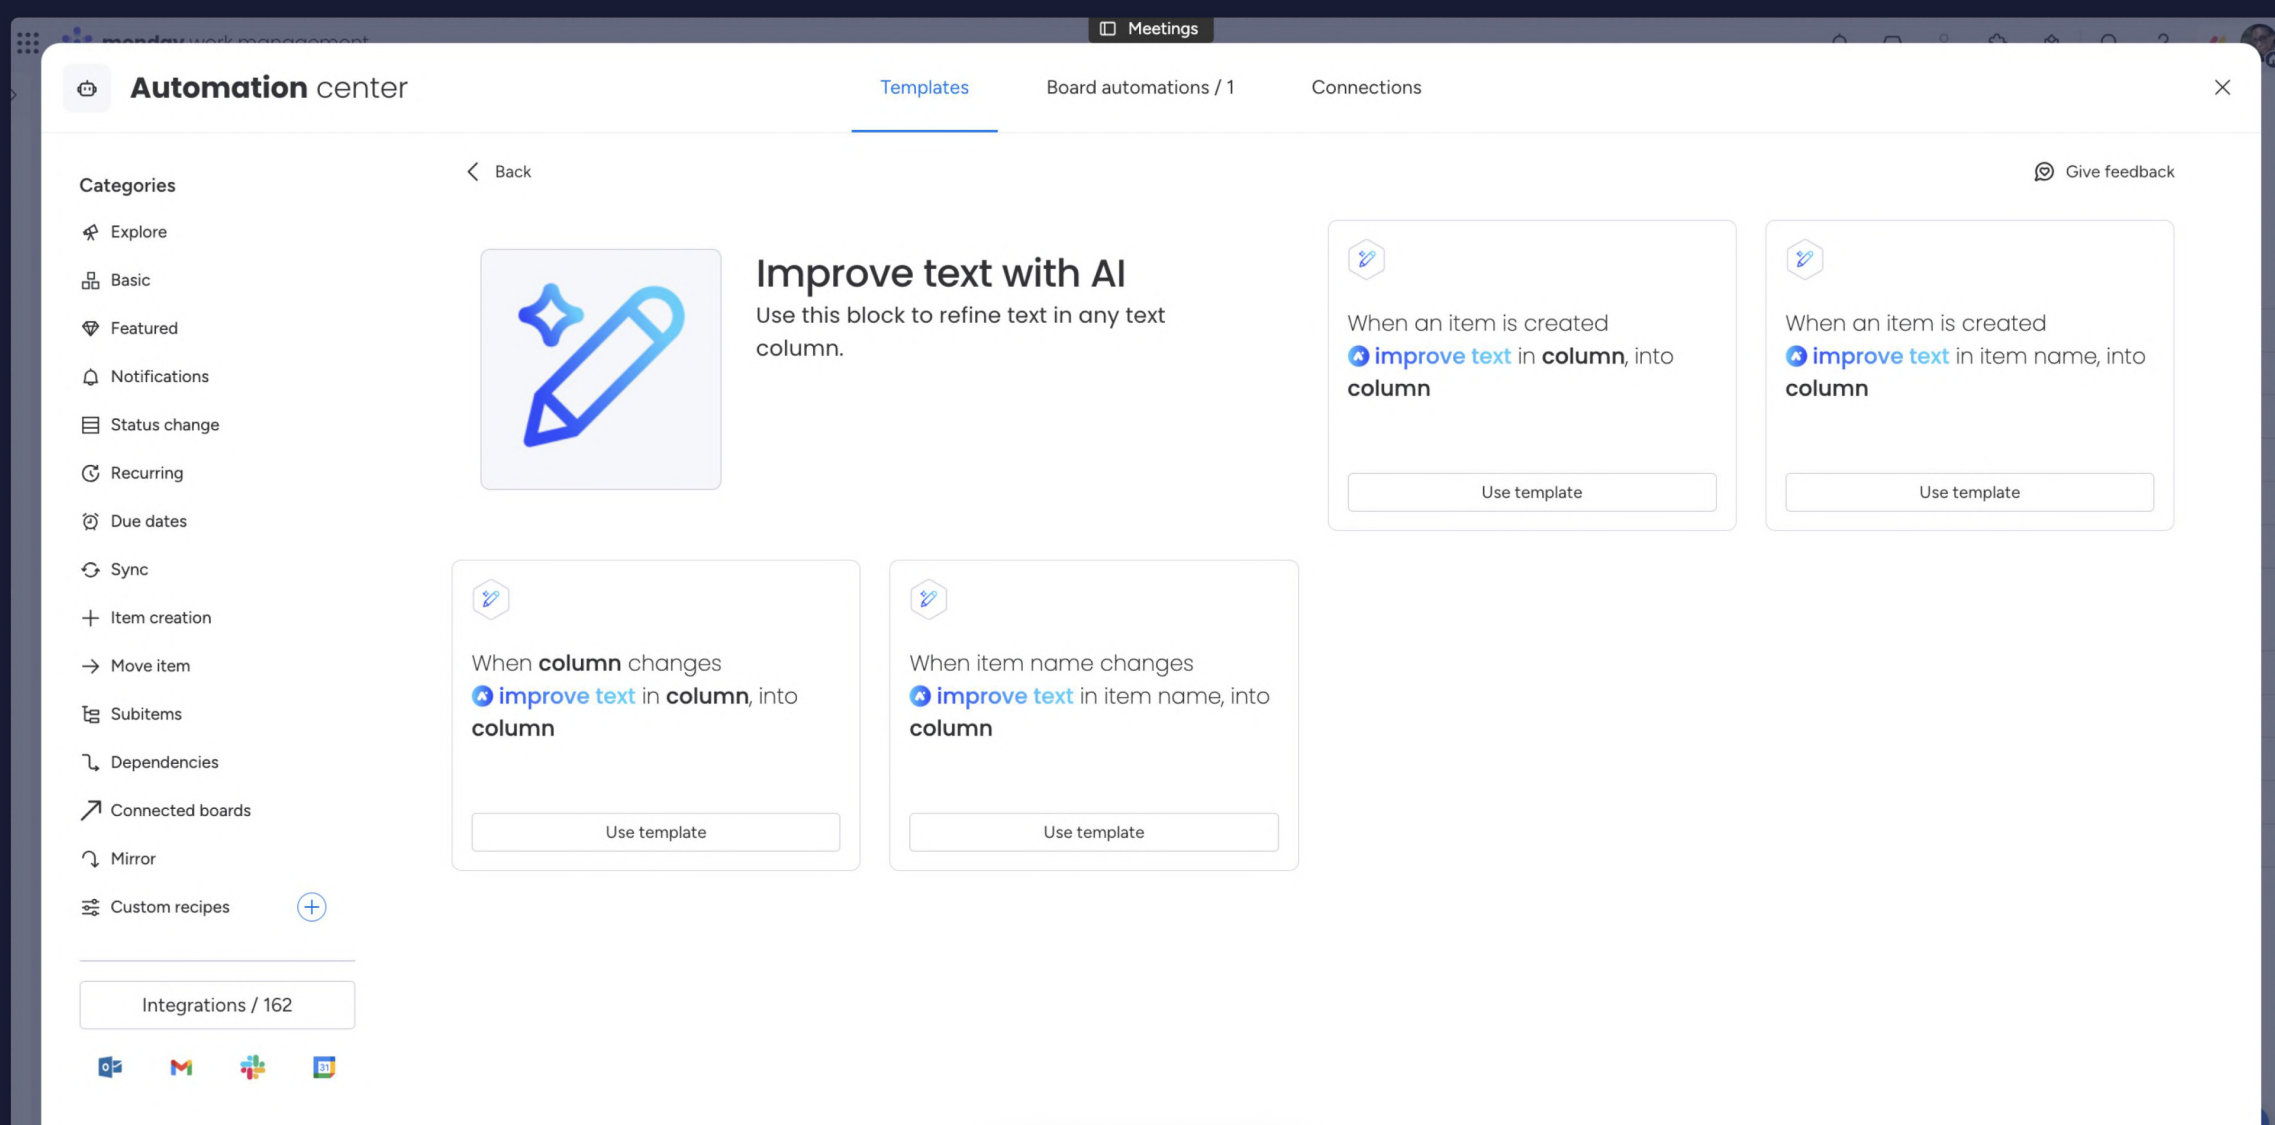 Meetings
monday work management
Automation center
Templates
Board automations / 1
Connections
Categories
Explore
Basic
Featured
Notifications
Status change
Recurring
Due dates
Sync
Item creation
Move item
Subitems
Dependencies
Connected boards
Mirror
Custom recipes
Integrations / 162
31
Back
Give feedback
Improve text with AI
Use this block to refine text in any text
column.
When an item is created
improve text in column, into
column
Use template
When an item is created
improve text in item name, into
column
Use template
When column changes
improve text in column, into
column
Use template
When item name changes
improve text in item name, into
column
Use template